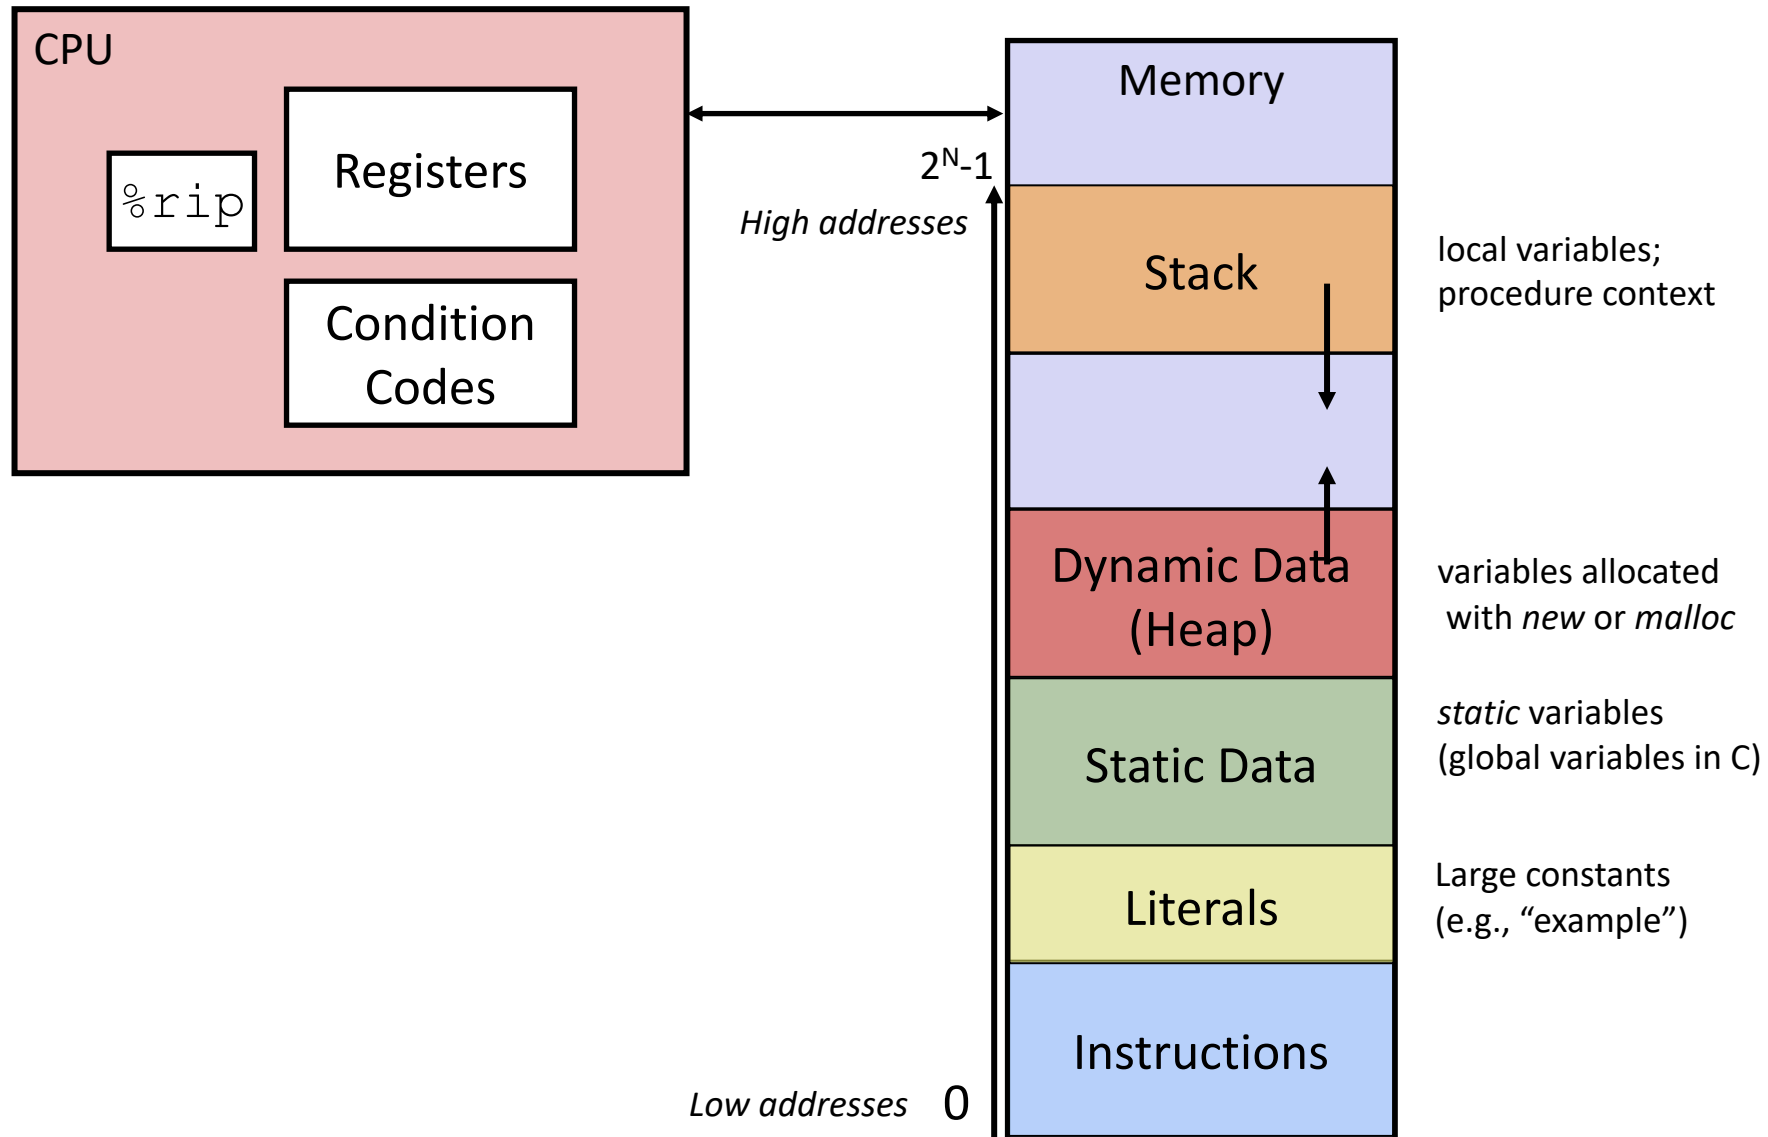 CPU
%rip
Registers
Condition
Codes
Memory
2ᴺ-1
High addresses
Stack
local variables;
procedure context
Dynamic Data
(Heap)
variables allocated
with new or malloc
Static Data
static variables
(global variables in C)
Literals
Large constants
(e.g., “example”)
Instructions
Low addresses 0